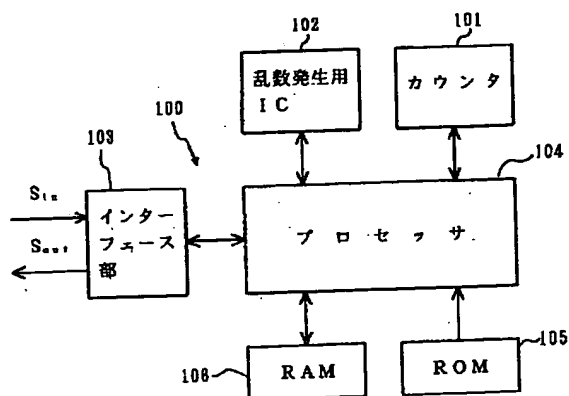 102
101
乱数発生用
IC
カウンタ
100
103
104
Sin
インター
フェース
部
プロセッサ
Sout
106
RAM
ROM
105